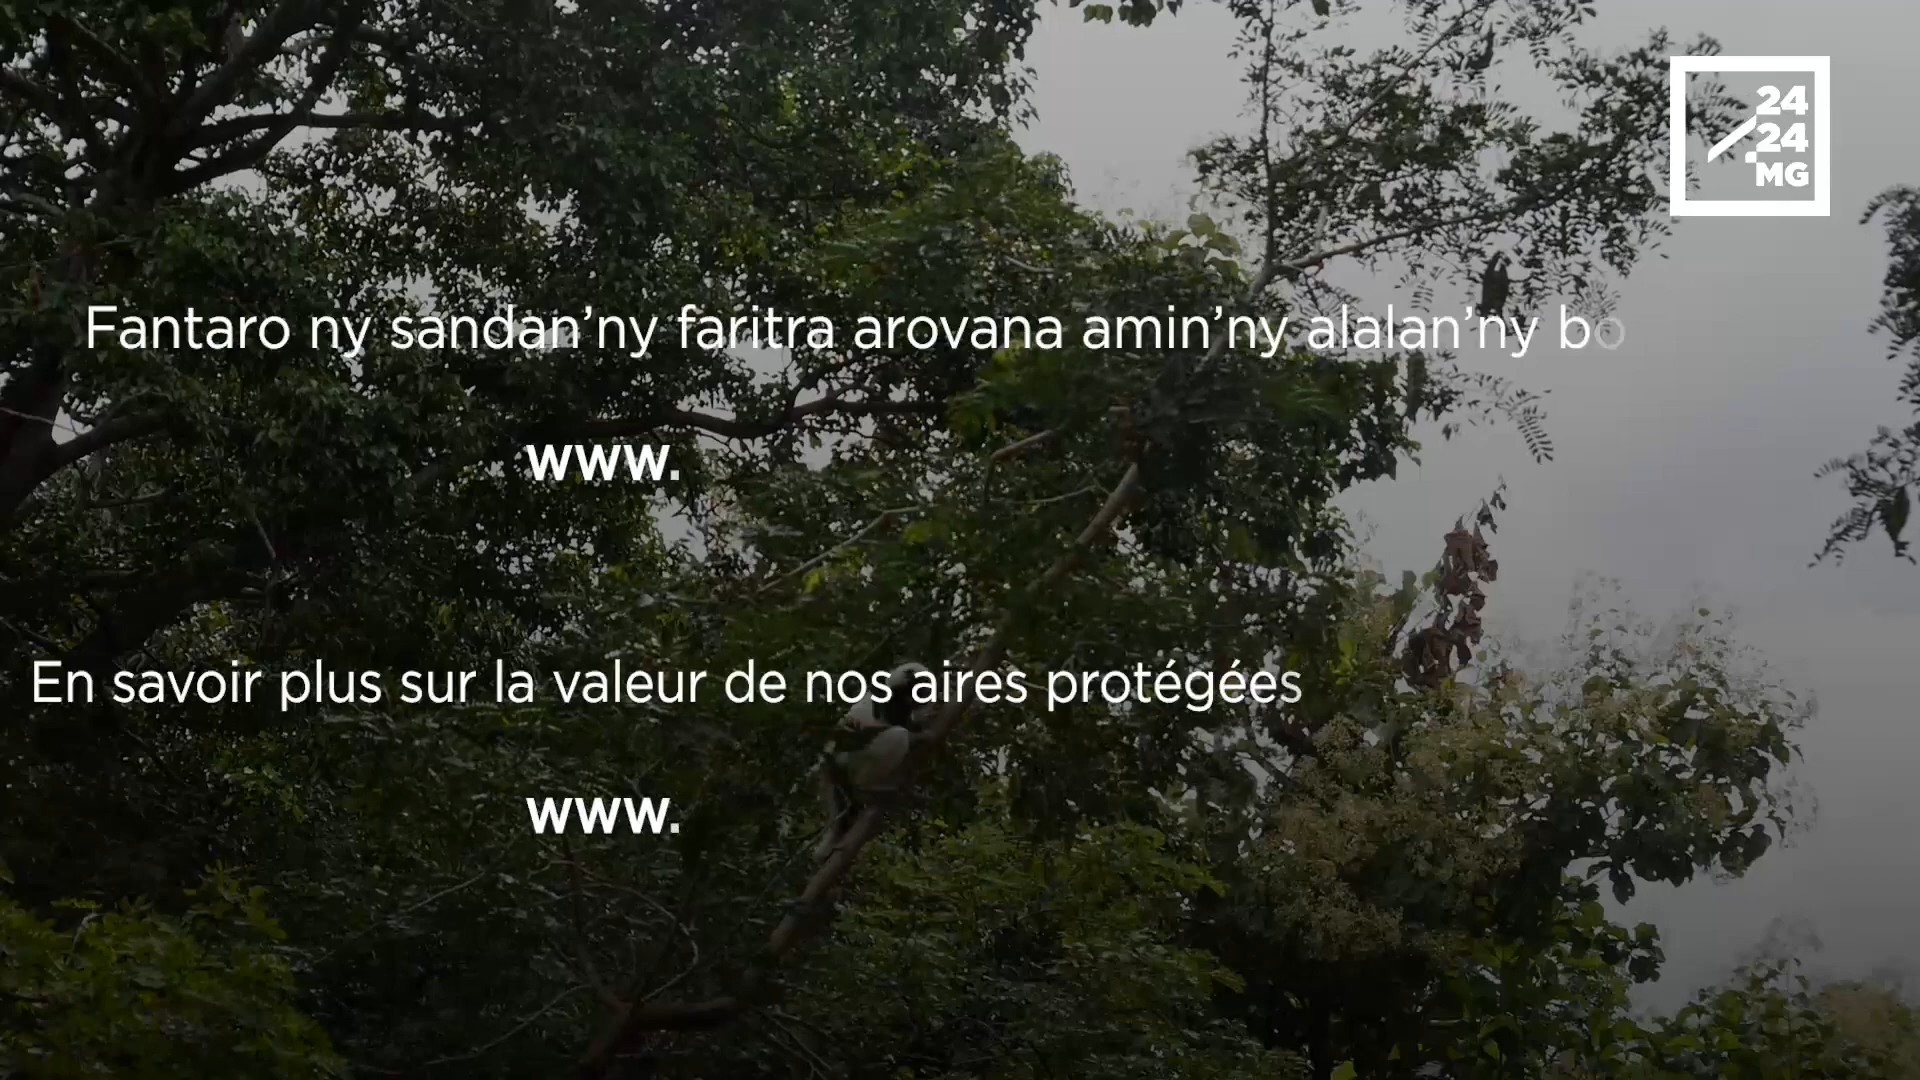 24
24
MG
Fantaro ny sandan’ny faritra arovana amin’ny alalan’ny bo
www.
En savoir plus sur la valeur de nos aires protégées
www.